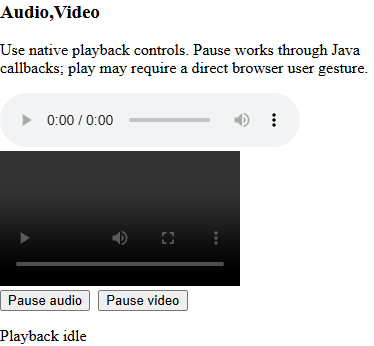 Audio,Video
Use native playback controls. Pause works through Java
callbacks; play may require a direct browser user gesture.
0:00 / 0:00
Pause audio
Pause video
Playback idle